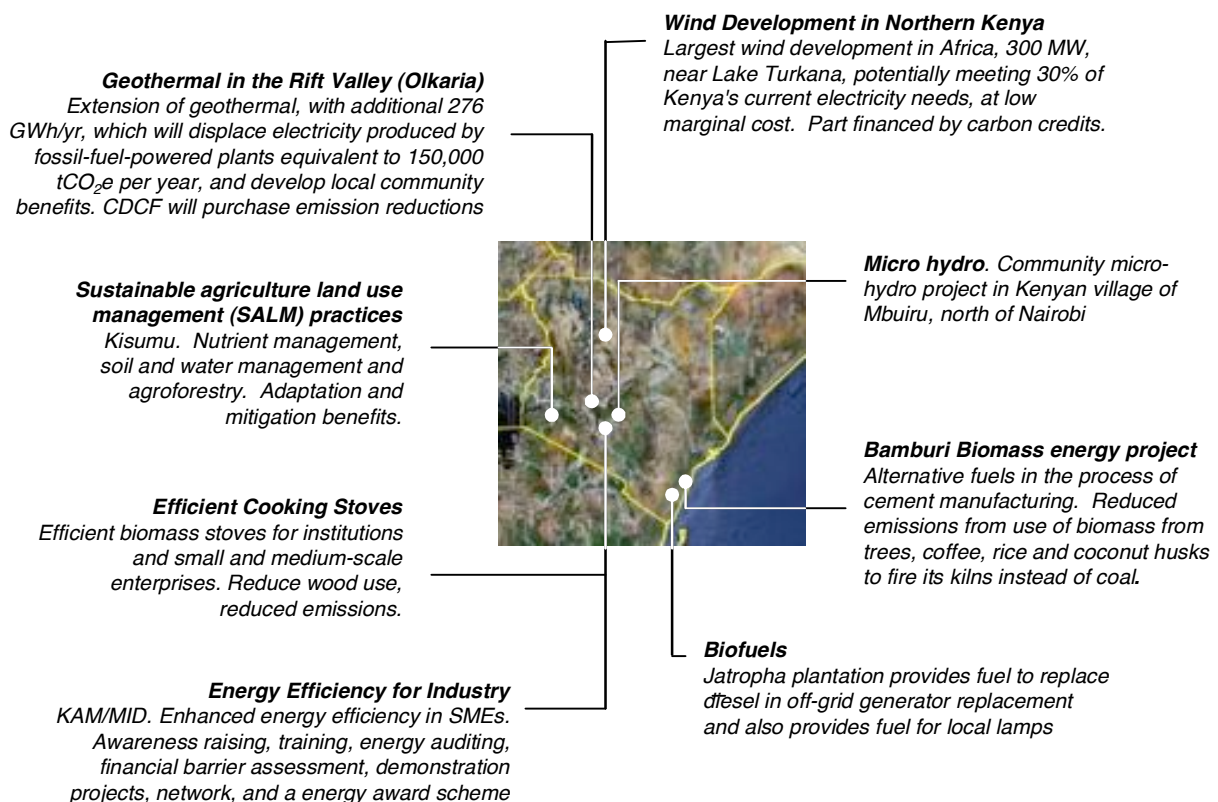 Wind Development in Northern Kenya
Largest wind development in Africa, 300 MW,
near Lake Turkana, potentially meeting 30% of
Kenya's current electricity needs, at low
marginal cost.  Part financed by carbon credits.
Geothermal in the Rift Valley (Olkaria)
Extension of geothermal, with additional 276
GWh/yr, which will displace electricity produced by
fossil-fuel-powered plants equivalent to 150,000
tCO₂e per year, and develop local community
benefits. CDCF will purchase emission reductions
Micro hydro. Community micro-
hydro project in Kenyan village of
Mbuiru, north of Nairobi
Sustainable agriculture land use
management (SALM) practices
Kisumu.  Nutrient management,
soil and water management and
agroforestry.  Adaptation and
mitigation benefits.
Bamburi Biomass energy project
Alternative fuels in the process of
cement manufacturing.  Reduced
emissions from use of biomass from
trees, coffee, rice and coconut husks
to fire its kilns instead of coal.
Efficient Cooking Stoves
Efficient biomass stoves for institutions
and small and medium-scale
enterprises. Reduce wood use,
reduced emissions.
Biofuels
Jatropha plantation provides fuel to replace
diesel in off-grid generator replacement
and also provides fuel for local lamps
Energy Efficiency for Industry
KAM/MID. Enhanced energy efficiency in SMEs.
Awareness raising, training, energy auditing,
financial barrier assessment, demonstration
projects, network, and a energy award scheme